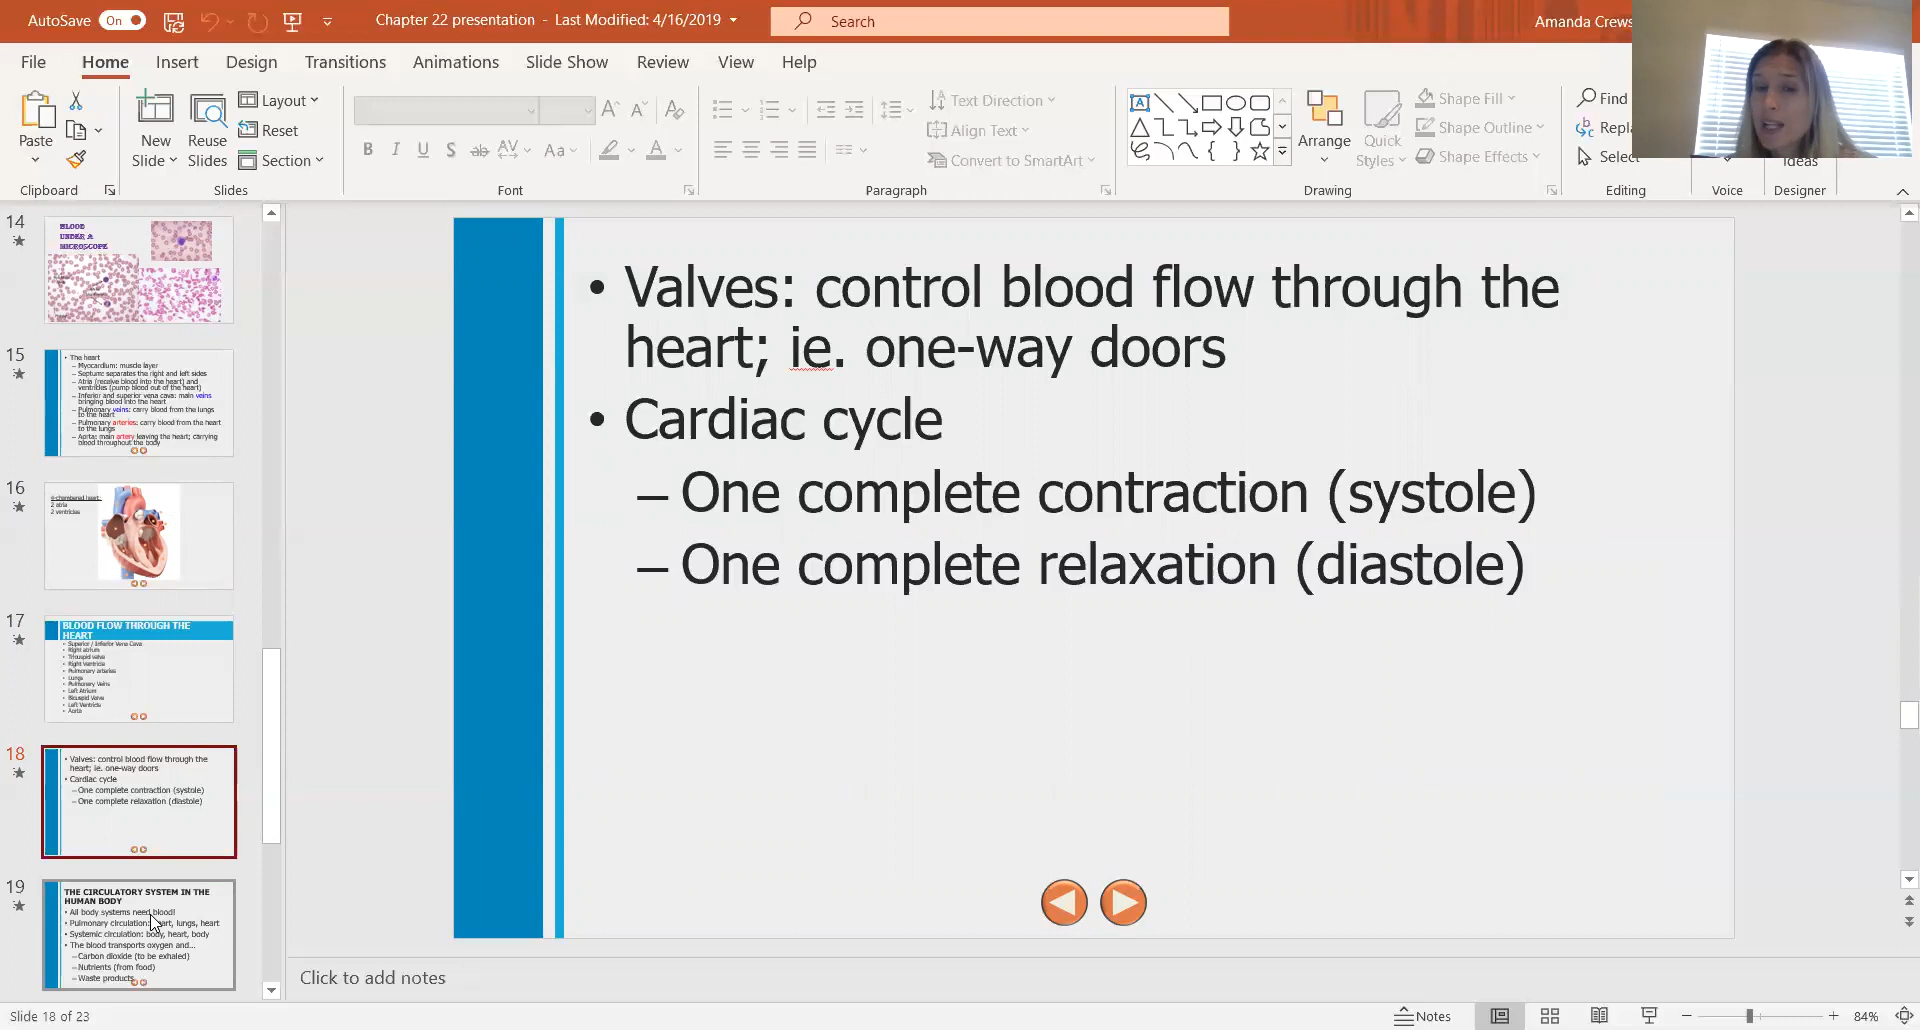 AutoSave On Chapter 22 presentation - Last Modified: 4/16/2019 Search Amanda Crews
File Home Insert Design Transitions Animations Slide Show Review View Help
Paste
Clipboard
New Slide
Reuse Slides
Layout
Reset
Section
Slides
B I U S ab AV Aa A
Font
Text Direction
Align Text
Convert to SmartArt
Paragraph
Arrange
Quick Styles
Shape Fill
Shape Outline
Shape Effects
Drawing
Find
Select
Editing
Voice
Ideas
Designer
14
BLOOD
UNDER A
MICROSCOPE
15
• The heart
– Myocardium: muscle layer
– Septum: separates the right and left sides
– Atria (receive blood into the heart) and
ventricles (pump blood out of the heart)
– Inferior and superior vena cava: main veins
bringing blood into the heart
– Pulmonary veins: carry blood from the lungs
to the heart
– Pulmonary arteries: carry blood from the heart
to the lungs
– Aorta: main artery leaving the heart; carrying
blood throughout the body
16
4-chambered heart:
2 atria
2 ventricles
17
BLOOD FLOW THROUGH THE
HEART
• Superior / Inferior Vena Cava
• Right atrium
• Tricuspid valve
• Right Ventricle
• Pulmonary arteries
• Lungs
• Pulmonary Veins
• Left Atrium
• Bicuspid Valve
• Left Ventricle
• Aorta
18
• Valves: control blood flow through the
heart; ie. one-way doors
• Cardiac cycle
– One complete contraction (systole)
– One complete relaxation (diastole)
19
THE CIRCULATORY SYSTEM IN THE
HUMAN BODY
• All body systems need blood!
• Pulmonary circulation: heart, lungs, heart
• Systemic circulation: body, heart, body
• The blood transports oxygen and...
– Carbon dioxide (to be exhaled)
– Nutrients (from food)
– Waste products
• Valves: control blood flow through the
heart; ie. one-way doors
• Cardiac cycle
– One complete contraction (systole)
– One complete relaxation (diastole)
Click to add notes
Slide 18 of 23 Notes 84%